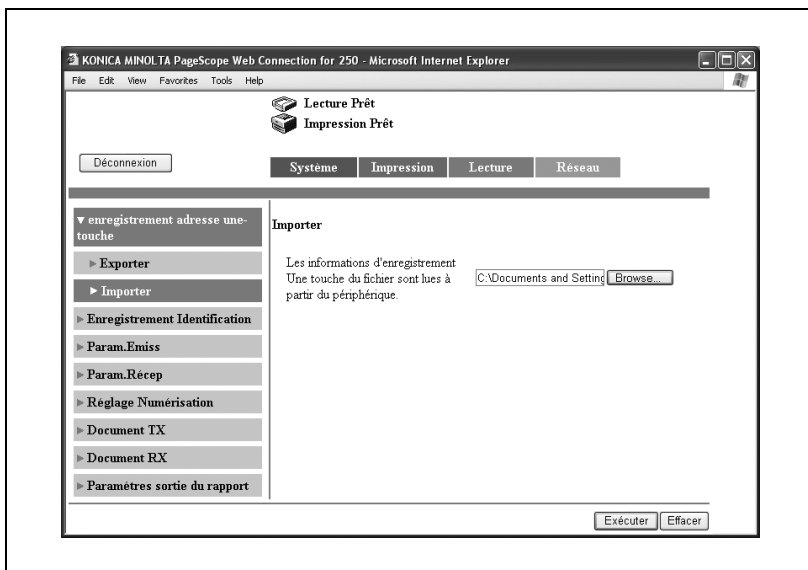 KONICA MINOLTA PageScope Web Connection for 250 - Microsoft Internet Explorer
File Edit View Favorites Tools Help
Lecture Prêt
Impression Prêt
Déconnexion
Système Impression Lecture Réseau
▼ enregistrement adresse une-
touche
▶ Exporter
▶ Importer
▶ Enregistrement Identification
▶ Param.Emiss
▶ Param.Récep
▶ Réglage Numérisation
▶ Document TX
▶ Document RX
▶ Paramétres sortie du rapport
Importer
Les informations d'enregistrement
Une touche du fichier sont lues à
partir du périphérique.
C:\Documents and Setting Browse...
Exécuter Effacer